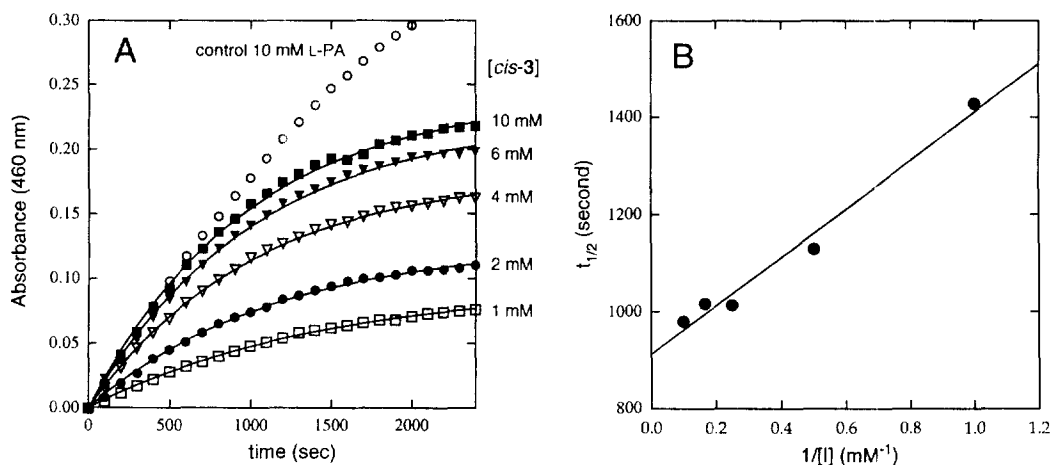 A
control 10 mM L-PA
[cis-3]
10 mM
6 mM
4 mM
2 mM
1 mM
0.30
0.25
0.20
0.15
0.10
0.05
0.00
Absorbance (460 nm)
0 500 1000 1500 2000
time (sec)
B
1600
1400
1200
1000
800
t1/2 (second)
0.0 0.2 0.4 0.6 0.8 1.0 1.2
1/[I] (mM-1)